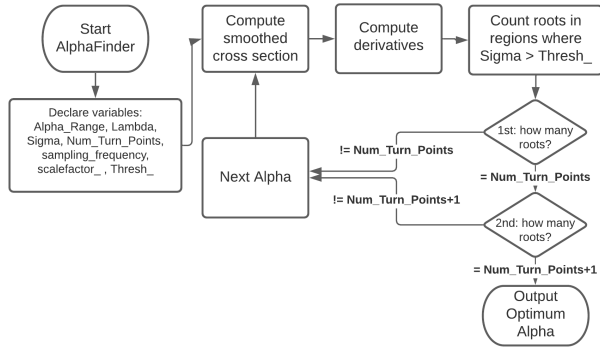 Start
AlphaFinder
Declare variables:
Alpha_Range, Lambda,
Sigma, Num_Turn_Points,
sampling_frequency,
scalefactor_ , Thresh_
Compute
smoothed
cross section
Compute
derivatives
Count roots in
regions where
Sigma > Thresh_
1st: how many
roots?
!= Num_Turn_Points
Next Alpha
= Num_Turn_Points
!= Num_Turn_Points+1
2nd: how many
roots?
= Num_Turn_Points+1
Output
Optimum
Alpha